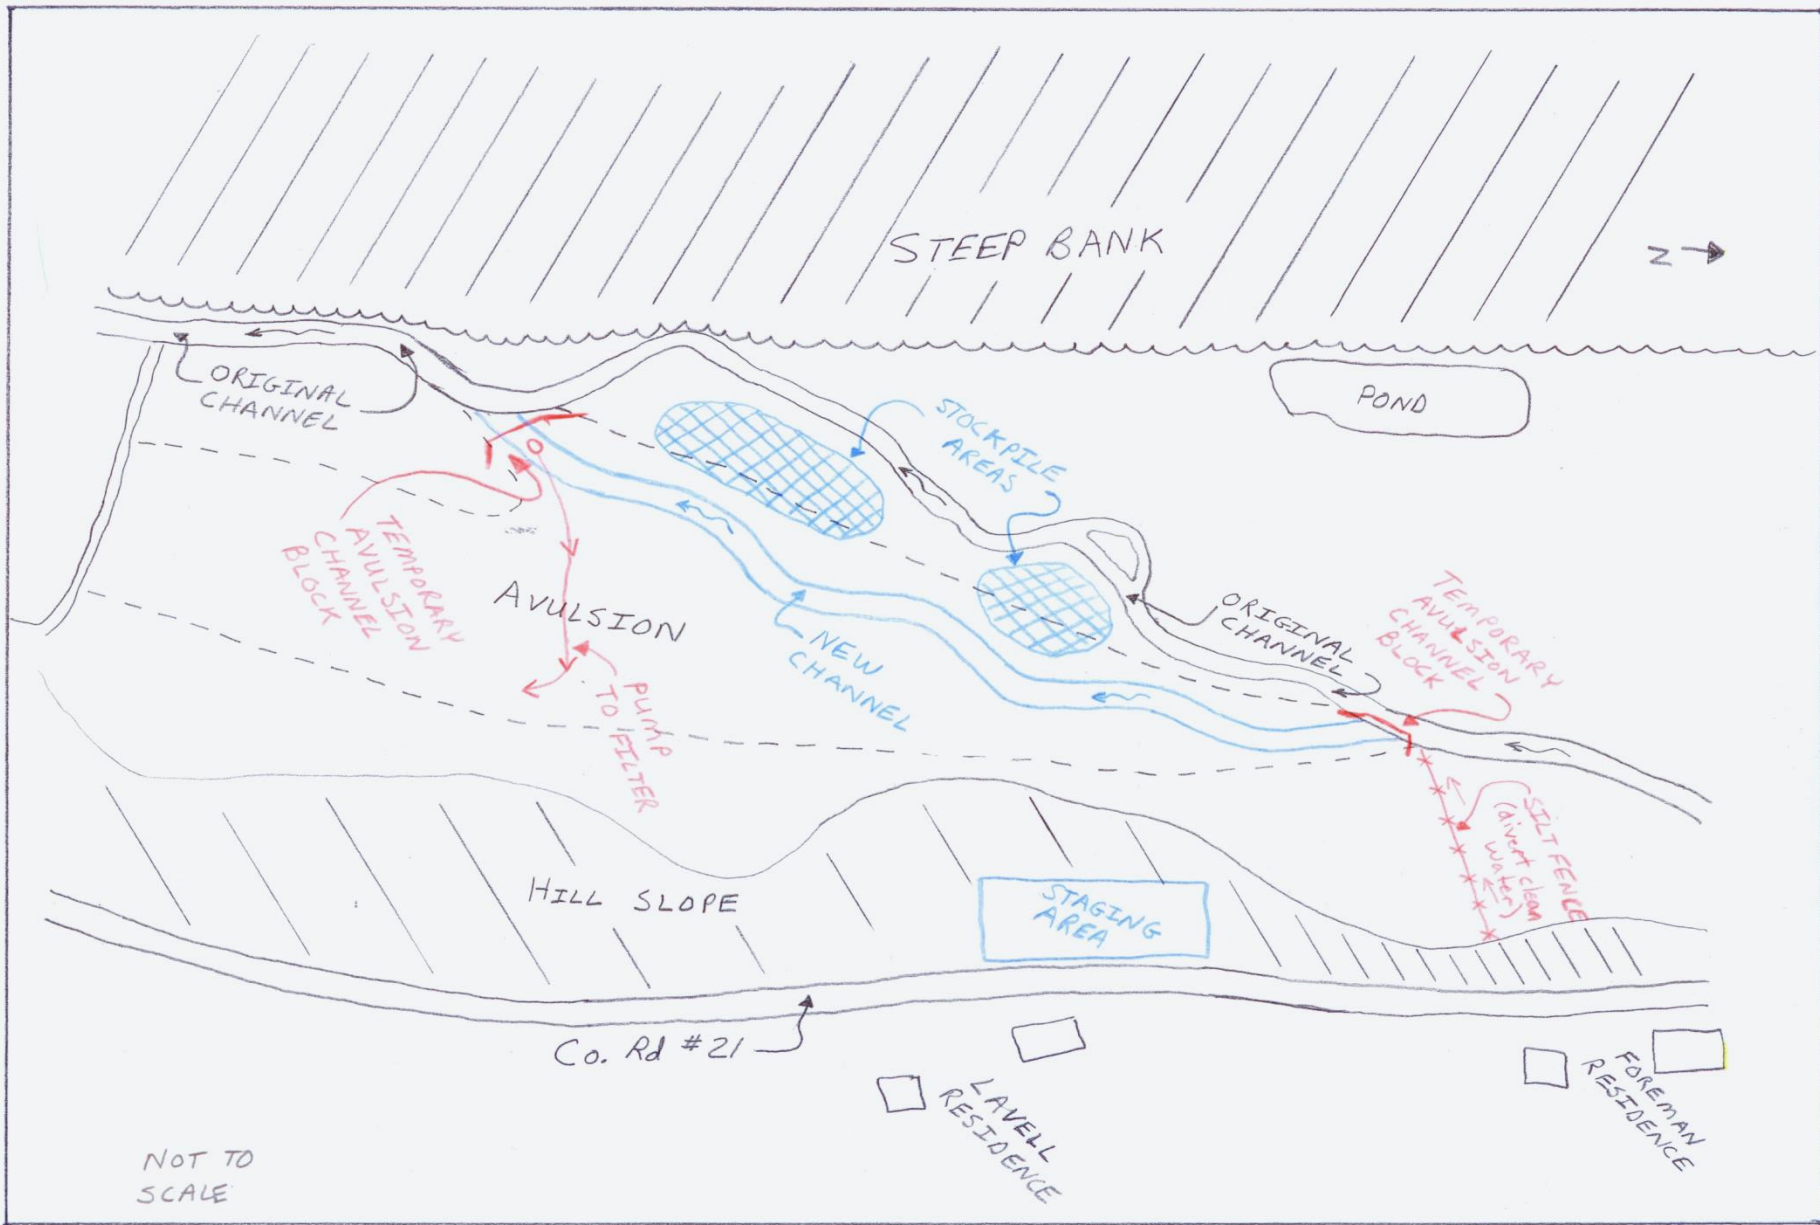 STEEP BANK
N
ORIGINAL
CHANNEL
STOCKPILE
AREAS
POND
TEMPORARY
AVULSION
CHANNEL
BLOCK
AVULSION
NEW
CHANNEL
PUMP
TO
FILTER
ORIGINAL
CHANNEL
TEMPORARY
AVULSION
CHANNEL
BLOCK
SILT FENCE
(divert clean
water)
HILL SLOPE
STAGING
AREA
Co. Rd #21
LAVELL
RESIDENCE
FOREMAN
RESIDENCE
NOT TO
SCALE